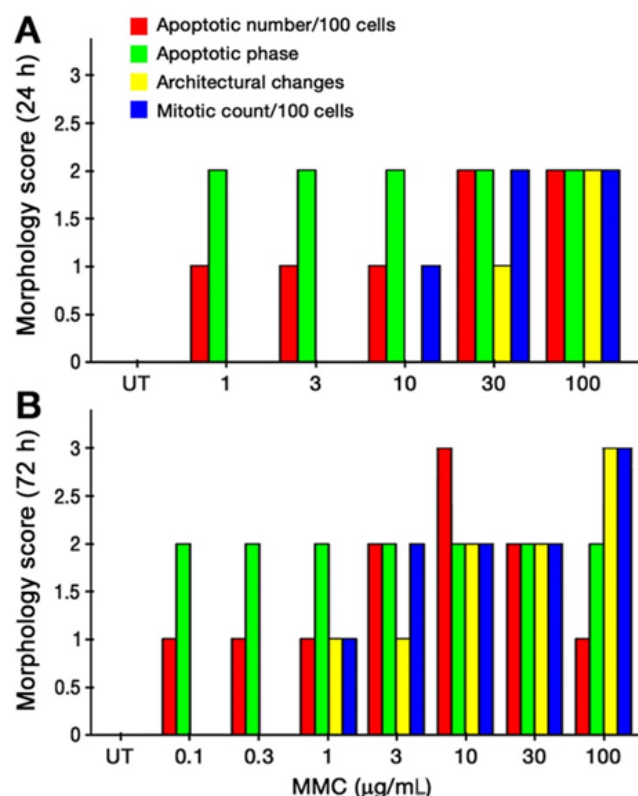 A
Apoptotic number/100 cells
Apoptotic phase
Architectural changes
Mitotic count/100 cells
Morphology score (24 h)
3
2.5
2
1.5
1
0.5
0
UT 1 3 10 30 100
B
Morphology score (72 h)
3
2.5
2
1.5
1
0.5
0
UT 0.1 0.3 1 3 10 30 100
MMC (μg/mL)